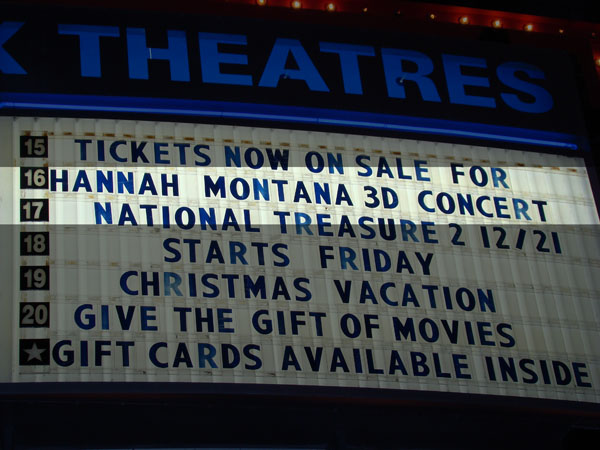 THEATRES
15 TICKETS NOW ON SALE FOR
16 HANNAH MONTANA 3D CONCERT
17 NATIONAL TREASURE 2 12/21
18 STARTS FRIDAY
19 CHRISTMAS VACATION
20 GIVE THE GIFT OF MOVIES
★ GIFT CARDS AVAILABLE INSIDE